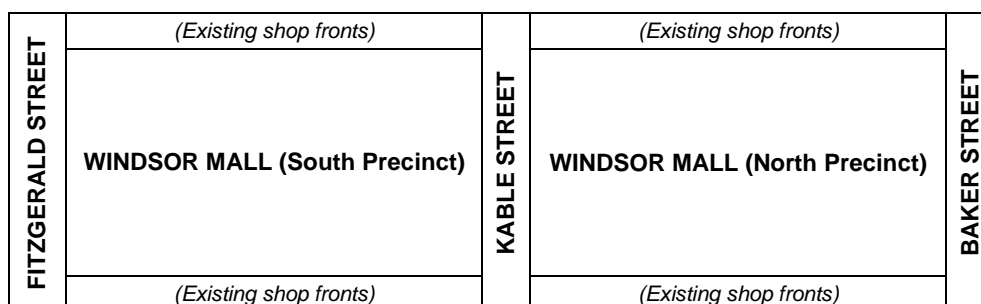 FITZGERALD STREET
(Existing shop fronts)
WINDSOR MALL (South Precinct)
(Existing shop fronts)
KABLE STREET
(Existing shop fronts)
WINDSOR MALL (North Precinct)
(Existing shop fronts)
BAKER STREET